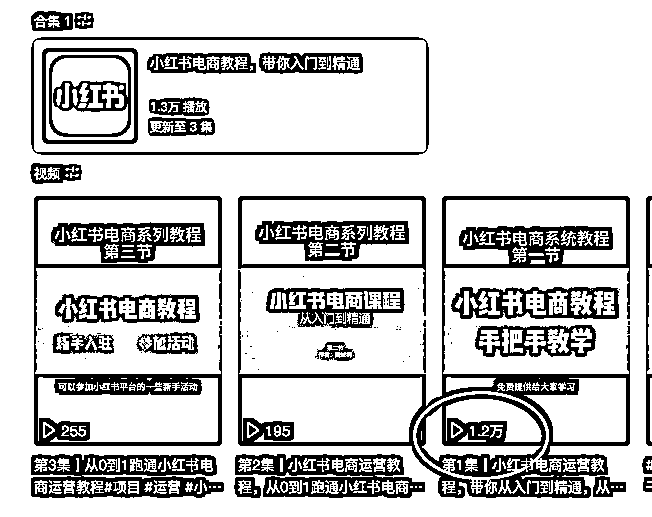 合集 1
小红书
小红书电商教程，带你入门到精通
1.3万 播放
更新至 3 集
视频
小红书电商系列教程
第三节
小红书电商教程
新手入驻 参加活动
可以参加小红书平台的一些新手活动
255
第3集 | 从0到1跑通小红书电
商运营教程#项目 #运营 #小…
小红书电商系列教程
第二节
小红书电商课程
从入门到精通
195
第2集 | 小红书电商运营教
程，从0到1跑通小红书电商…
小红书电商系统教程
第一节
小红书电商教程
手把手教学
免费提供给大家学习
1.2万
第1集 | 小红书电商运营教
程，带你从入门到精通，从…